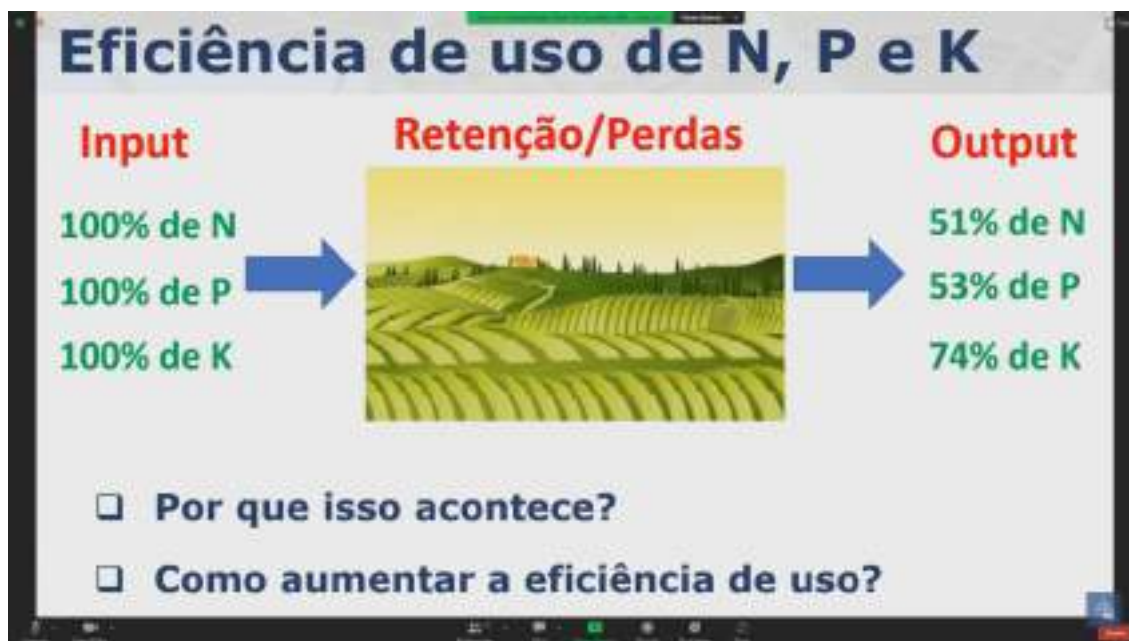 Eficiência de uso de N, P e K
Input
Retenção/Perdas
Output
100% de N
100% de P
100% de K
51% de N
53% de P
74% de K
❑ Por que isso acontece?
❑ Como aumentar a eficiência de uso?